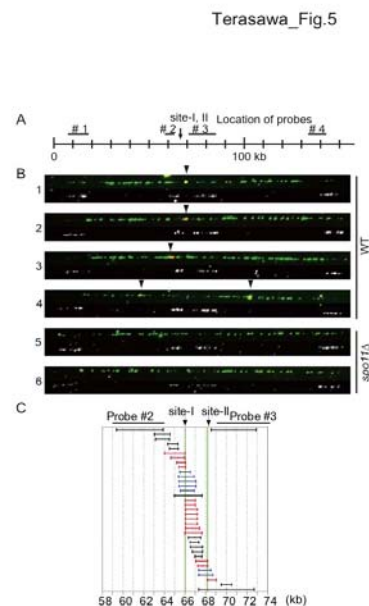 Terasawa_Fig.5
A
site-I, II
Location of probes
# 1 # 2 # 3 # 4
0 100 kb
B
1
2
3
4
5
6
WT
spo11Δ
C
Probe #2 site-I site-II Probe #3
58 60 62 64 66 68 70 72 74 (kb)